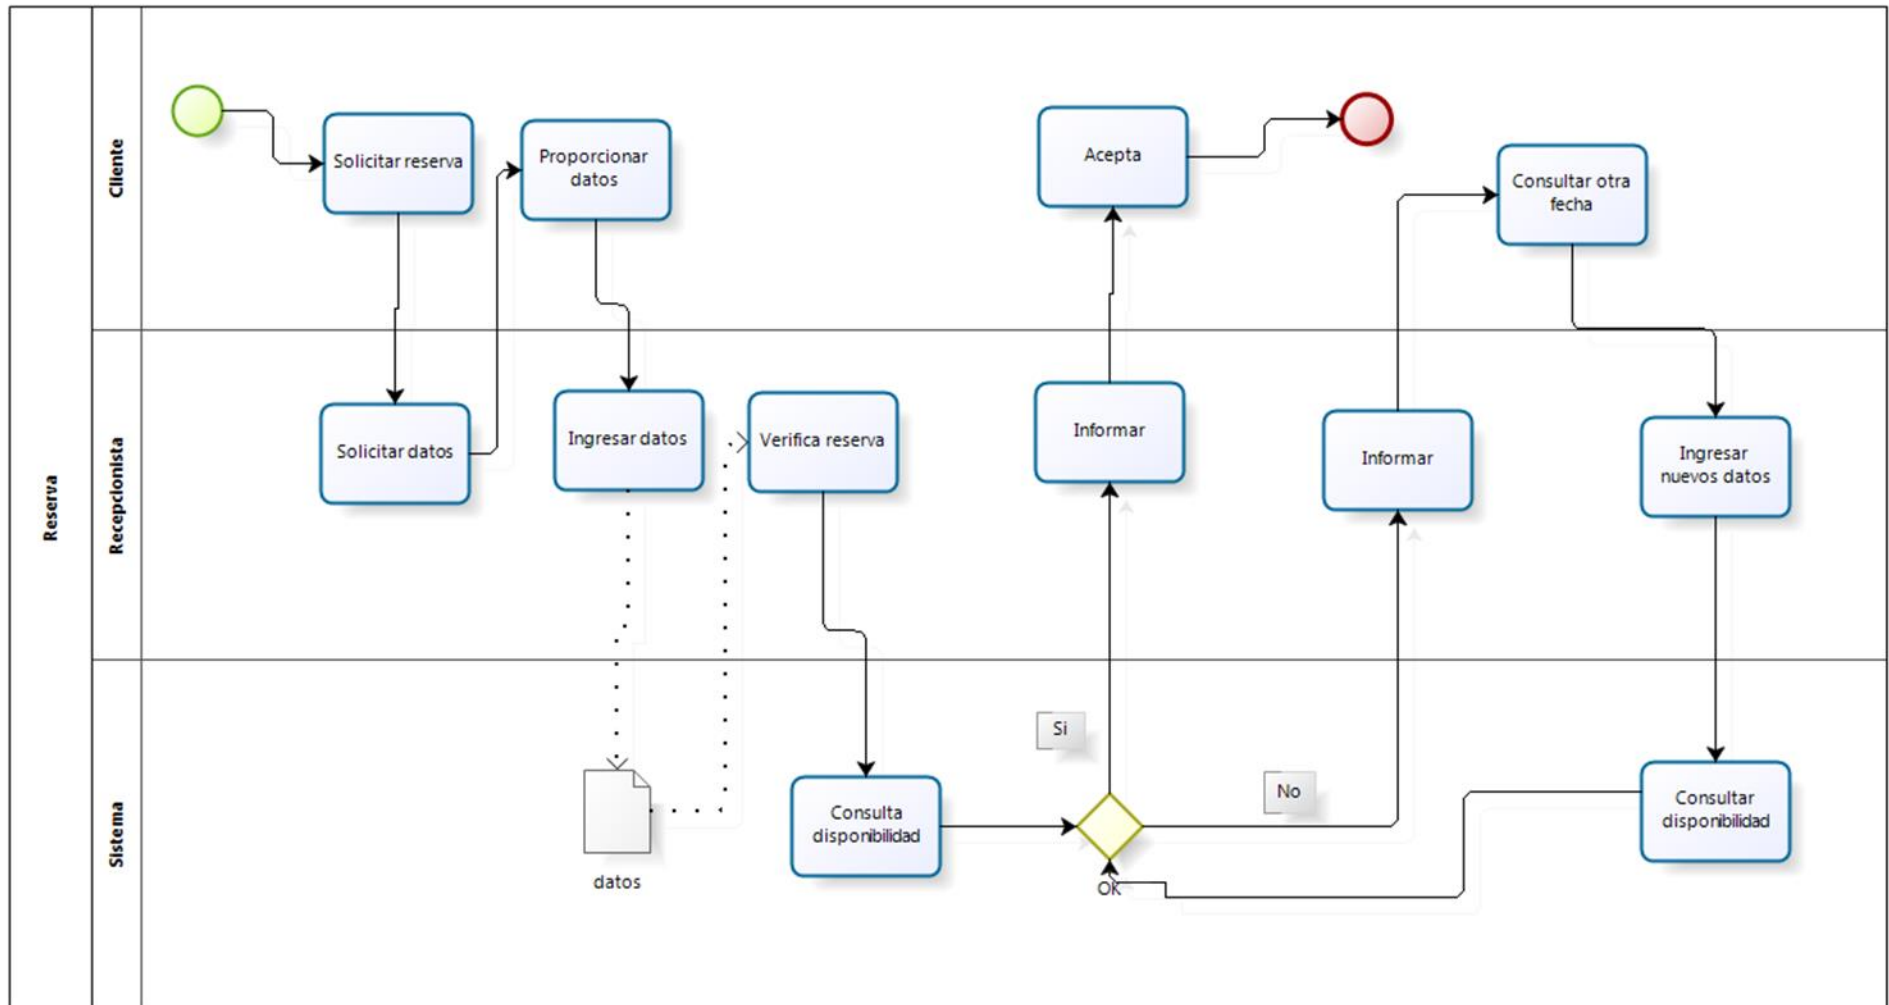 Reserva
Cliente
Solicitar reserva
Proporcionar
datos
Acepta
Consultar otra
fecha
Recepcionista
Solicitar datos
Ingresar datos
Verifica reserva
Informar
Informar
Ingresar
nuevos datos
Sistema
datos
Consulta
disponibilidad
Si
OK
No
Consultar
disponibilidad